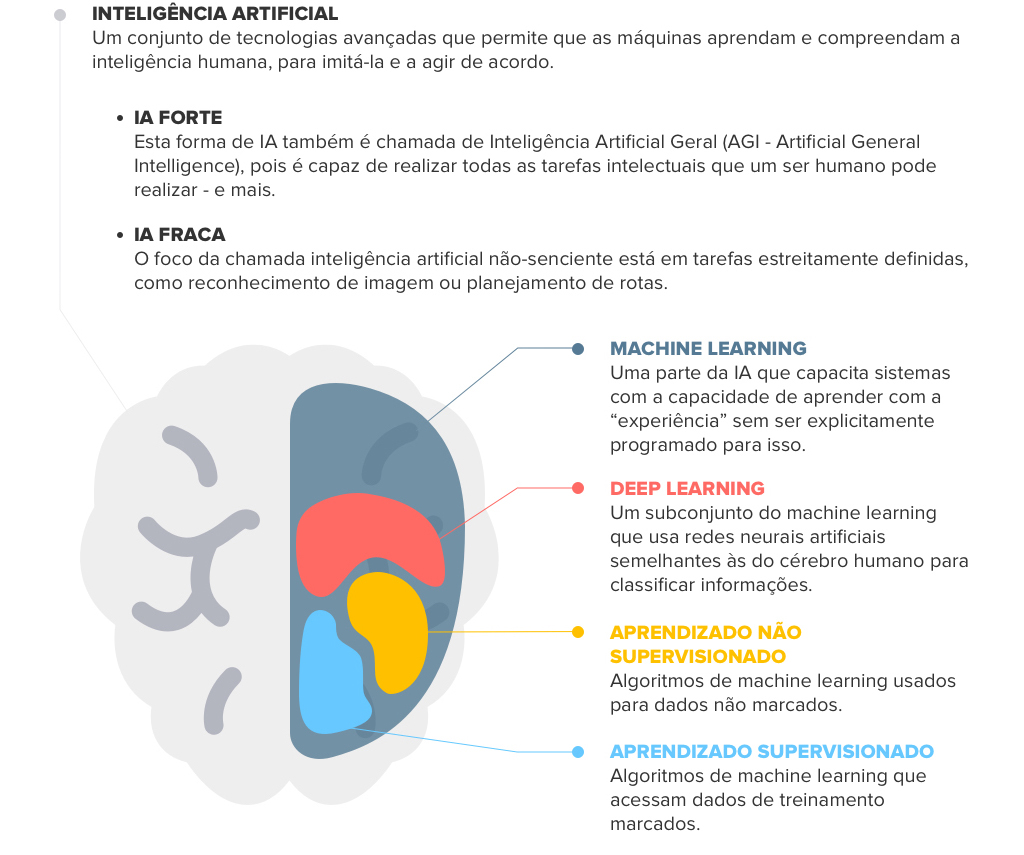 INTELIGÊNCIA ARTIFICIAL
Um conjunto de tecnologias avançadas que permite que as máquinas aprendam e compreendam a
inteligência humana, para imitá-la e a agir de acordo.
• IA FORTE
Esta forma de IA também é chamada de Inteligência Artificial Geral (AGI - Artificial General
Intelligence), pois é capaz de realizar todas as tarefas intelectuais que um ser humano pode
realizar - e mais.
• IA FRACA
O foco da chamada inteligência artificial não-senciente está em tarefas estreitamente definidas,
como reconhecimento de imagem ou planejamento de rotas.
MACHINE LEARNING
Uma parte da IA que capacita sistemas
com a capacidade de aprender com a
“experiência” sem ser explicitamente
programado para isso.
DEEP LEARNING
Um subconjunto do machine learning
que usa redes neurais artificiais
semelhantes às do cérebro humano para
classificar informações.
APRENDIZADO NÃO
SUPERVISIONADO
Algoritmos de machine learning usados
para dados não marcados.
APRENDIZADO SUPERVISIONADO
Algoritmos de machine learning que
acessam dados de treinamento
marcados.